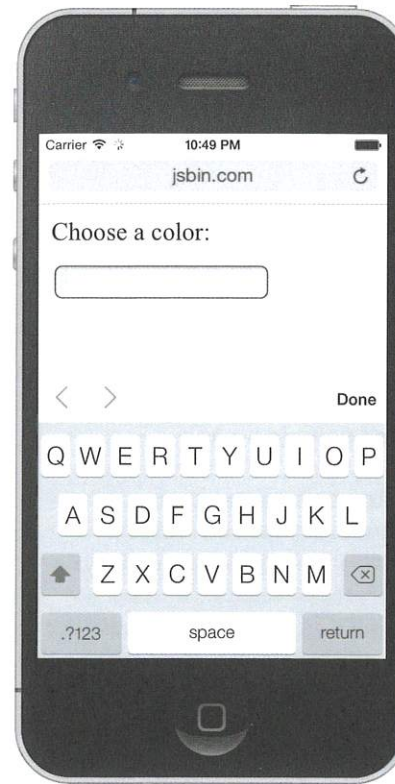 Carrier 10:49 PM
jsbin.com
Choose a color:
Done
Q W E R T Y U I O P
A S D F G H J K L
Z X C V B N M
.?123 space return